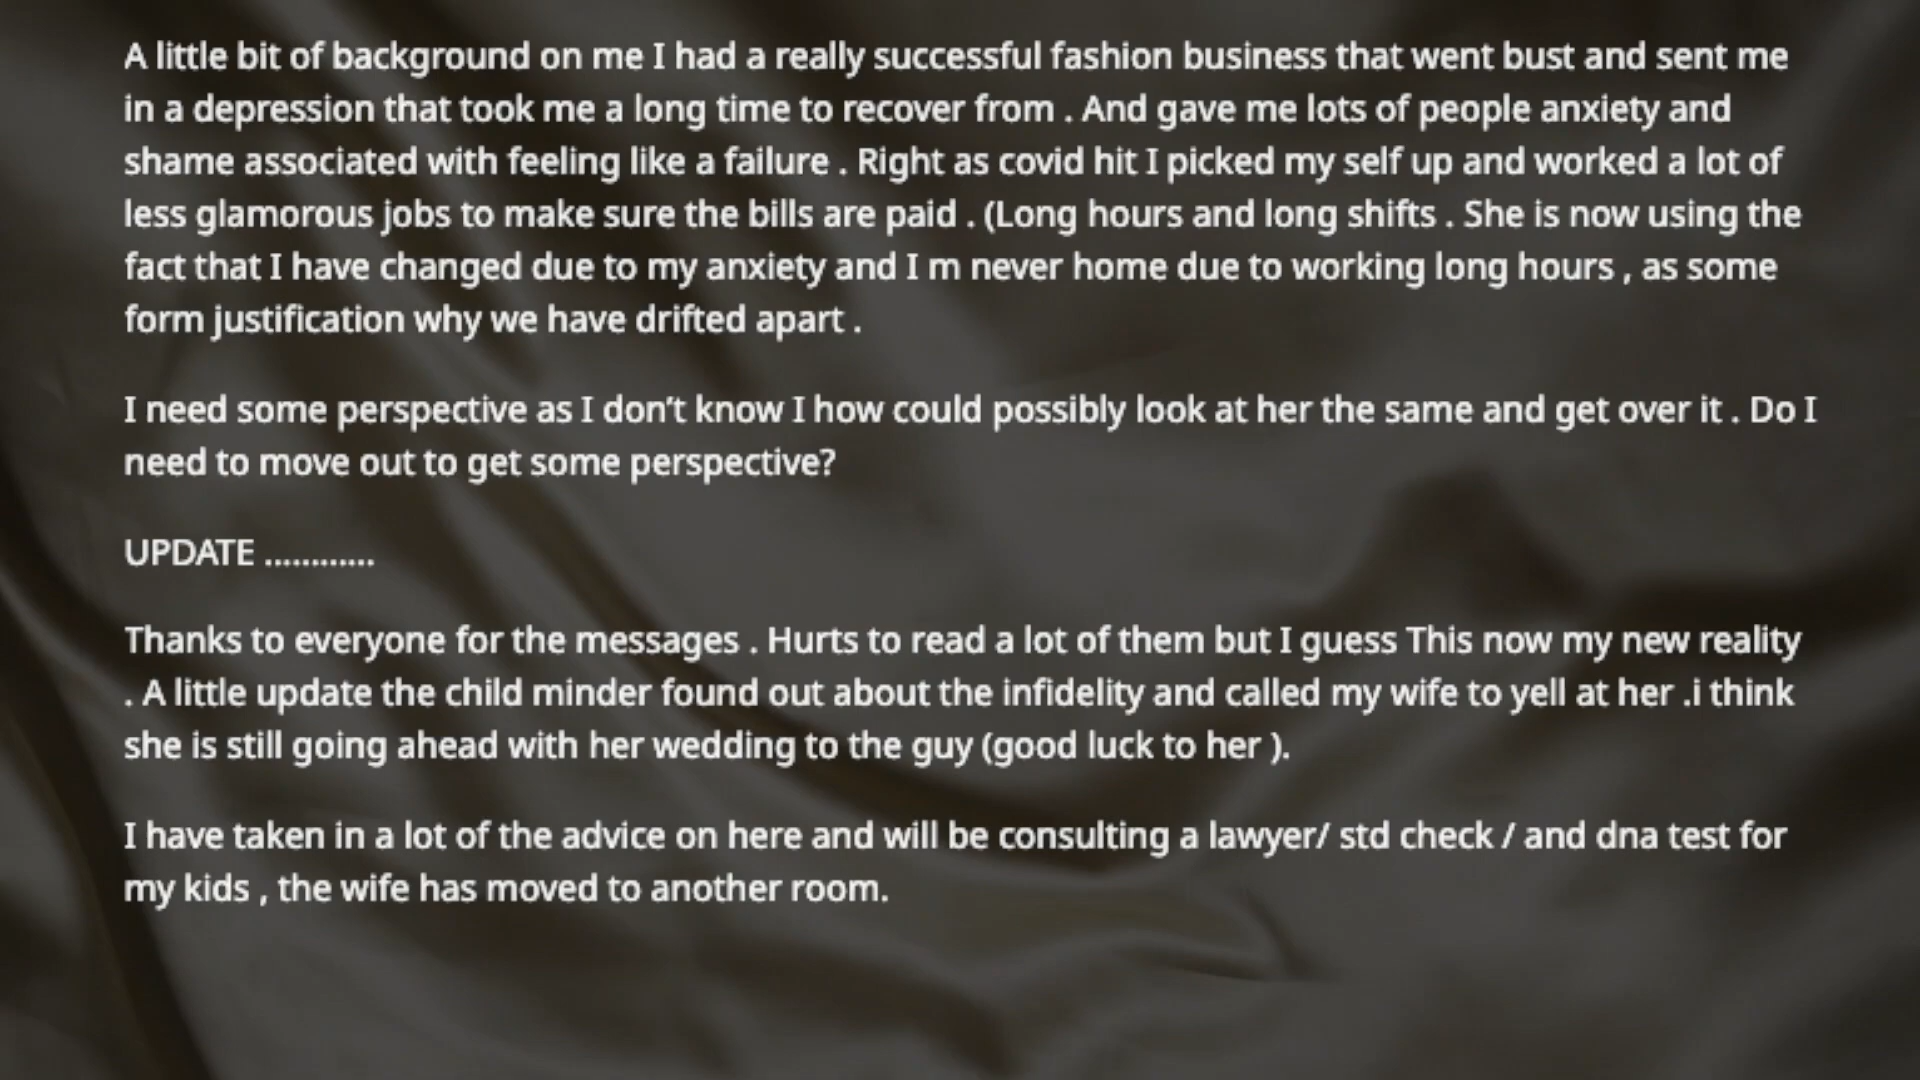 A little bit of background on me I had a really successful fashion business that went bust and sent me
in a depression that took me a long time to recover from . And gave me lots of people anxiety and
shame associated with feeling like a failure . Right as covid hit I picked my self up and worked a lot of
less glamorous jobs to make sure the bills are paid . (Long hours and long shifts . She is now using the
fact that I have changed due to my anxiety and I m never home due to working long hours , as some
form justification why we have drifted apart .
I need some perspective as I don’t know I how could possibly look at her the same and get over it . Do I
need to move out to get some perspective?
UPDATE ............
Thanks to everyone for the messages . Hurts to read a lot of them but I guess This now my new reality
. A little update the child minder found out about the infidelity and called my wife to yell at her .i think
she is still going ahead with her wedding to the guy (good luck to her ).
I have taken in a lot of the advice on here and will be consulting a lawyer/ std check / and dna test for
my kids , the wife has moved to another room.